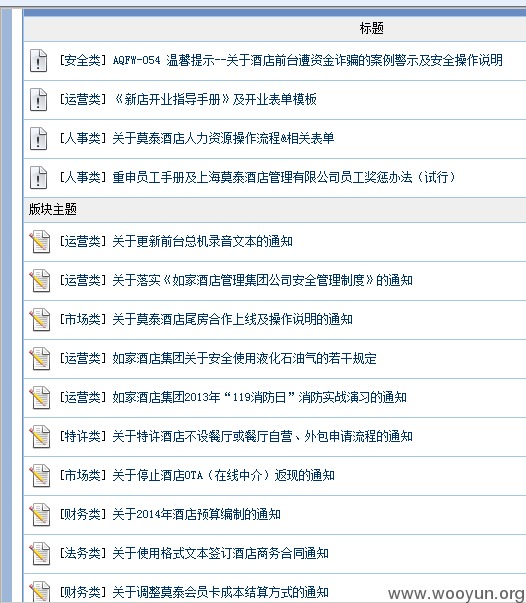 标题
[安全类] AQFW-054 温馨提示--关于酒店前台遭资金诈骗的案例警示及安全操作说明
[运营类] 《新店开业指导手册》及开业表单模板
[人事类] 关于莫泰酒店人力资源操作流程&相关表单
[人事类] 重申员工手册及上海莫泰酒店管理有限公司员工奖惩办法（试行）
版块主题
[运营类] 关于更新前台总机录音文本的通知
[运营类] 关于落实《如家酒店管理集团公司安全管理制度》的通知
[市场类] 关于莫泰酒店尾房合作上线及操作说明的通知
[运营类] 如家酒店集团关于安全使用液化石油气的若干规定
[运营类] 如家酒店集团2013年“119消防日”消防实战演习的通知
[特许类] 关于特许酒店不设餐厅或餐厅自营、外包申请流程的通知
[市场类] 关于停止酒店OTA（在线中介）返现的通知
[财务类] 关于2014年酒店预算编制的通知
[法务类] 关于使用格式文本签订酒店商务合同通知
[财务类] 关于调整莫泰会员卡成本结算方式的通知
www.wooyun.org